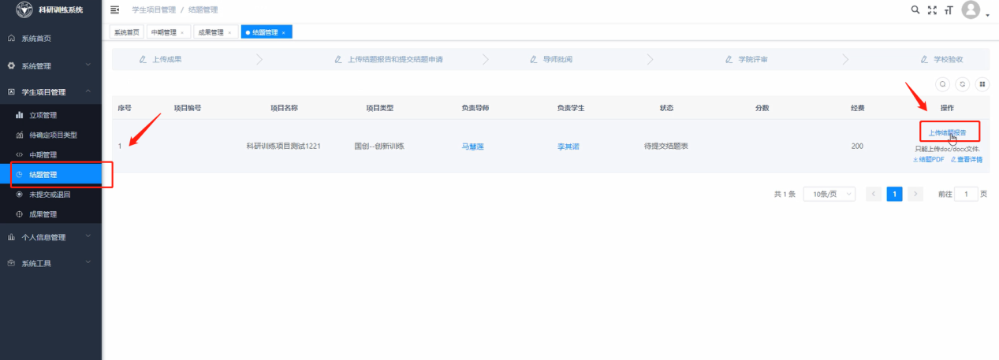 科研训练系统
学生项目管理 / 结题管理
系统首页
中期管理 ×
成果管理 ×
结题管理 ×
系统首页
系统管理
学生项目管理
立项管理
待确定项目类型
中期管理
结题管理
未提交或退回
成果管理
个人信息管理
系统工具
上传成果
上传结题报告和提交结题申请
导师批阅
学院评审
学校验收
序号 项目编号 项目名称 项目类型 负责导师 负责学生 状态 分数 经费 操作
1 科研训练项目测试1221 国创--创新训练 马慧莲 李其诺 待提交结题表 200
上传结题报告
只能上传doc/docx文件.
结题PDF 查看详情
共 1 条 10条/页 < 1 > 前往 1 页